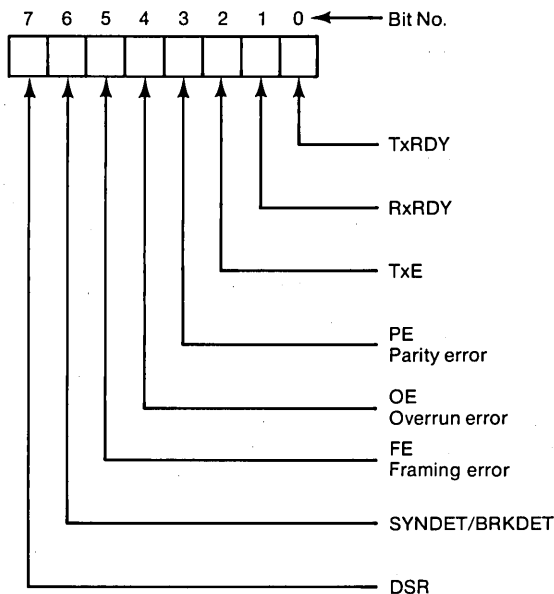 7 6 5 4 3 2 1 0 Bit No.
TxRDY
RxRDY
TxE
PE
Parity error
OE
Overrun error
FE
Framing error
SYNDET/BRKDET
DSR